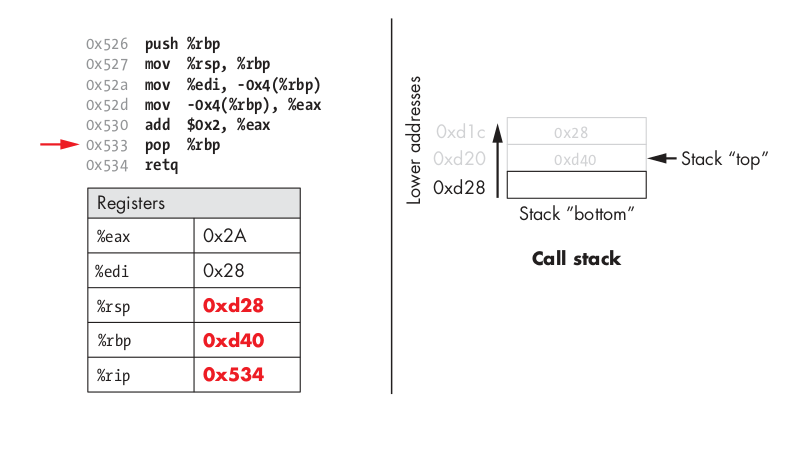 0x526 push %rbp
0x527 mov %rsp, %rbp
0x52a mov %edi, -0x4(%rbp)
0x52d mov -0x4(%rbp), %eax
0x530 add $0x2, %eax
0x533 pop %rbp
0x534 retq
Registers
%eax 0x2A
%edi 0x28
%rsp 0xd28
%rbp 0xd40
%rip 0x534
Lower addresses
0xd1c 0x28
0xd20 0xd40 Stack “top”
0xd28
Stack “bottom”
Call stack